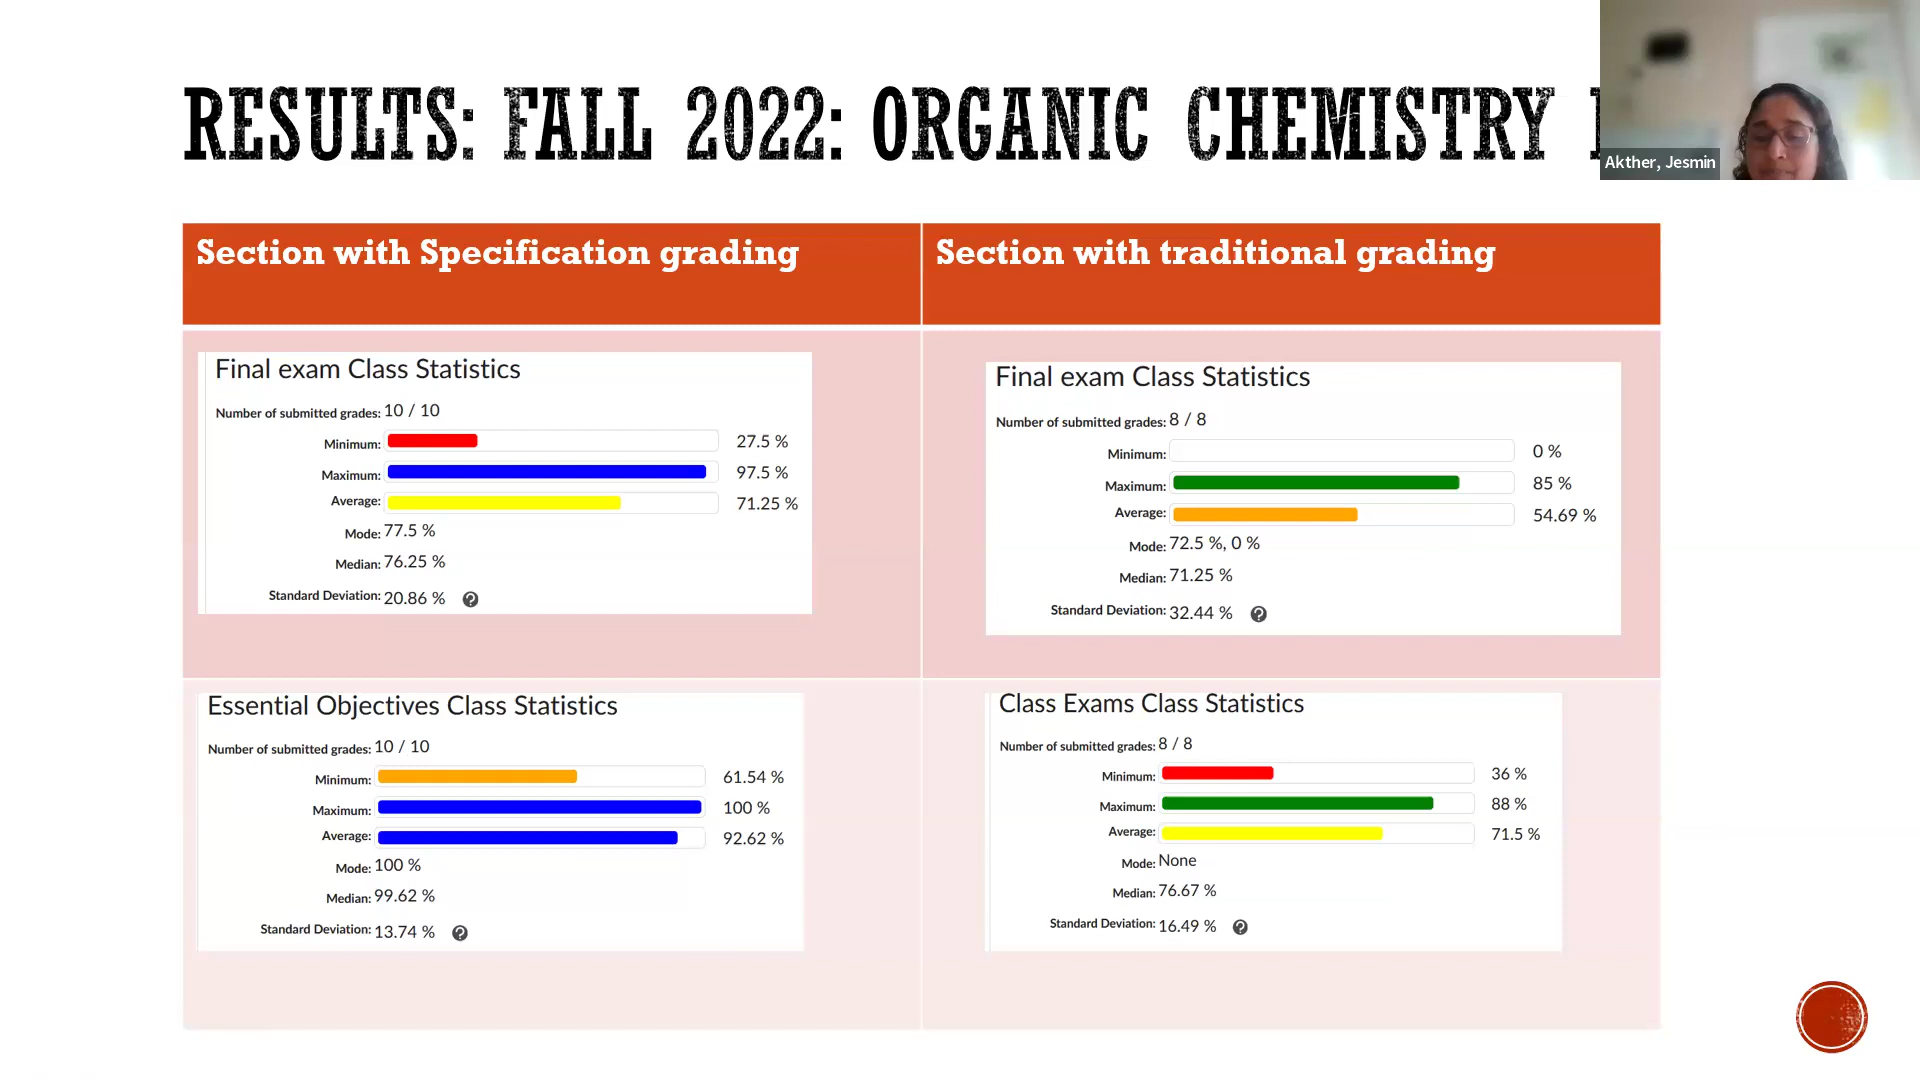 RESULTS: FALL 2022: ORGANIC CHEMISTRY
Akther, Jesmin
Section with Specification grading
Section with traditional grading
Final exam Class Statistics
Number of submitted grades: 10 / 10
Minimum: 27.5 %
Maximum: 97.5 %
Average: 71.25 %
Mode: 77.5 %
Median: 76.25 %
Standard Deviation: 20.86 % ?
Final exam Class Statistics
Number of submitted grades: 8 / 8
Minimum: 0 %
Maximum: 85 %
Average: 54.69 %
Mode: 72.5 %, 0 %
Median: 71.25 %
Standard Deviation: 32.44 % ?
Essential Objectives Class Statistics
Number of submitted grades: 10 / 10
Minimum: 61.54 %
Maximum: 100 %
Average: 92.62 %
Mode: 100 %
Median: 99.62 %
Standard Deviation: 13.74 % ?
Class Exams Class Statistics
Number of submitted grades: 8 / 8
Minimum: 36 %
Maximum: 88 %
Average: 71.5 %
Mode: None
Median: 76.67 %
Standard Deviation: 16.49 % ?